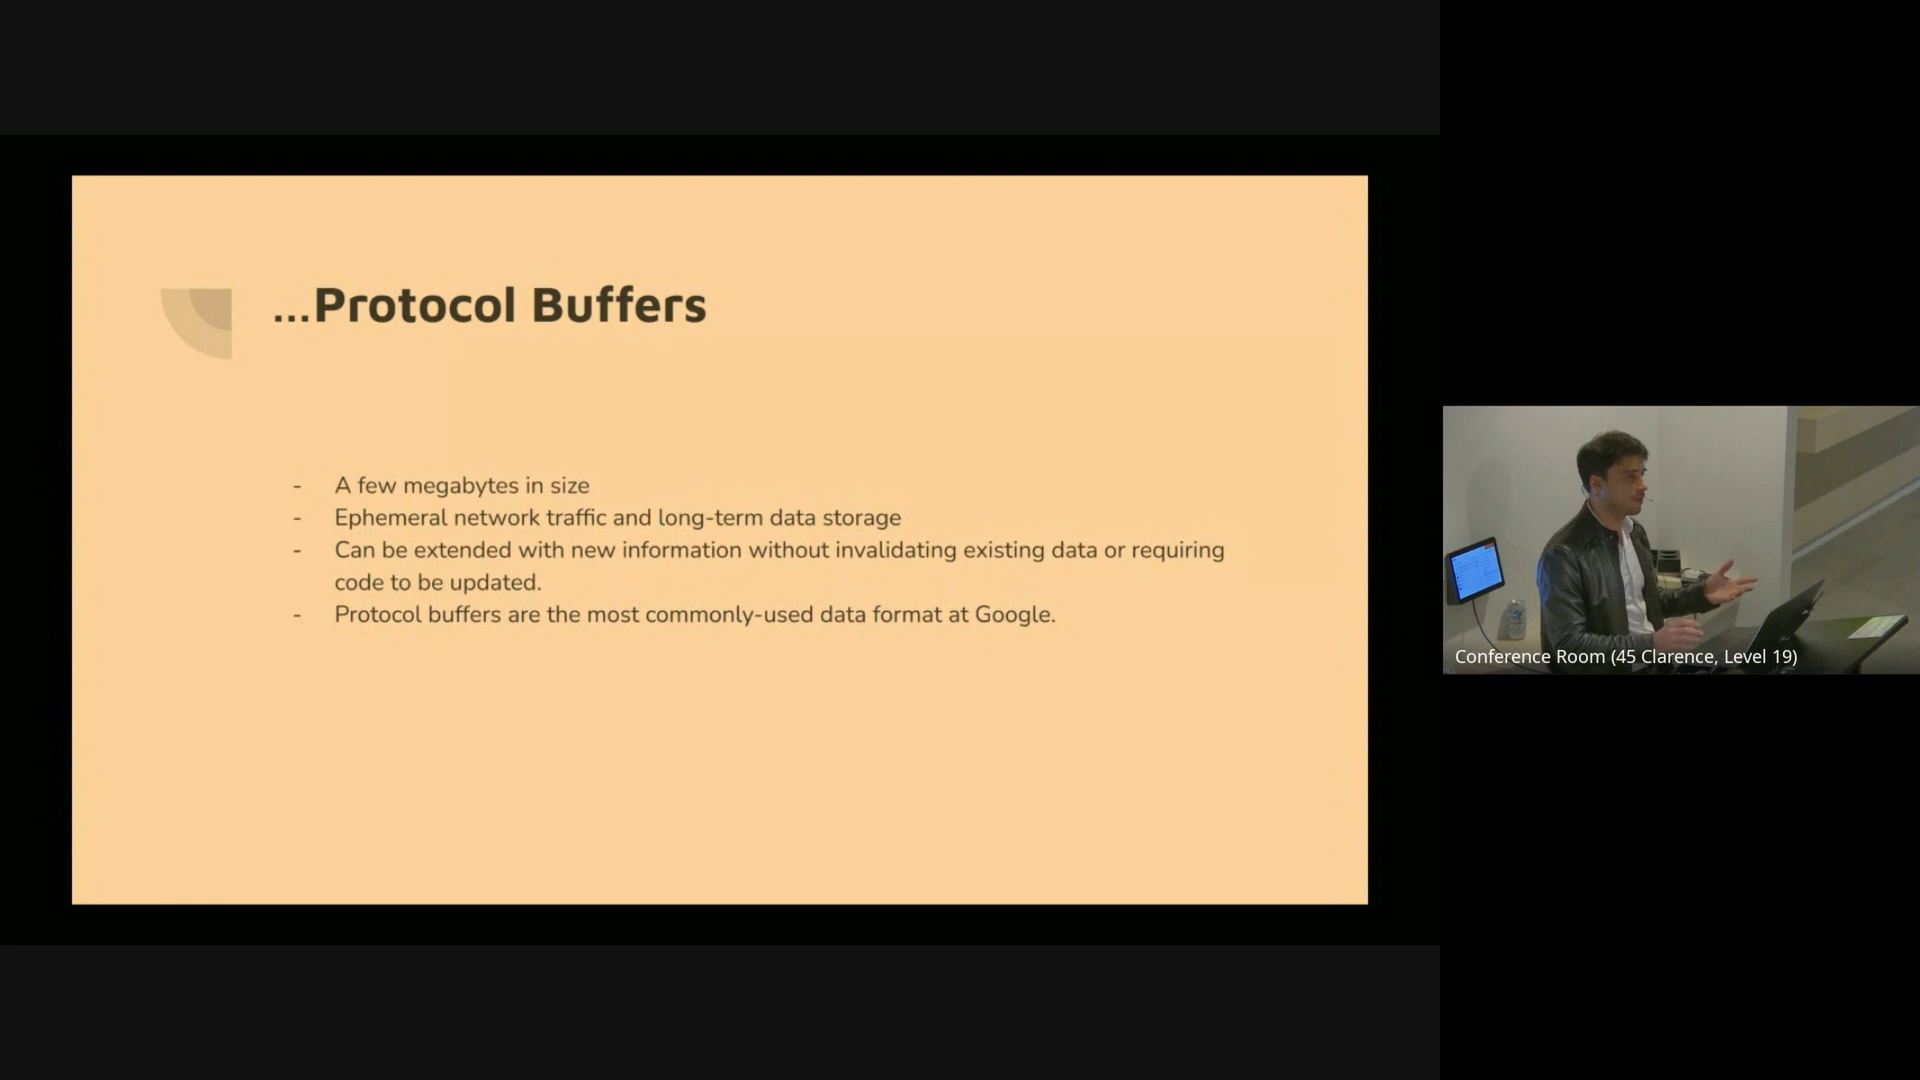 ...Protocol Buffers
- A few megabytes in size
- Ephemeral network traffic and long-term data storage
- Can be extended with new information without invalidating existing data or requiring
code to be updated.
- Protocol buffers are the most commonly-used data format at Google.
Conference Room (45 Clarence, Level 19)